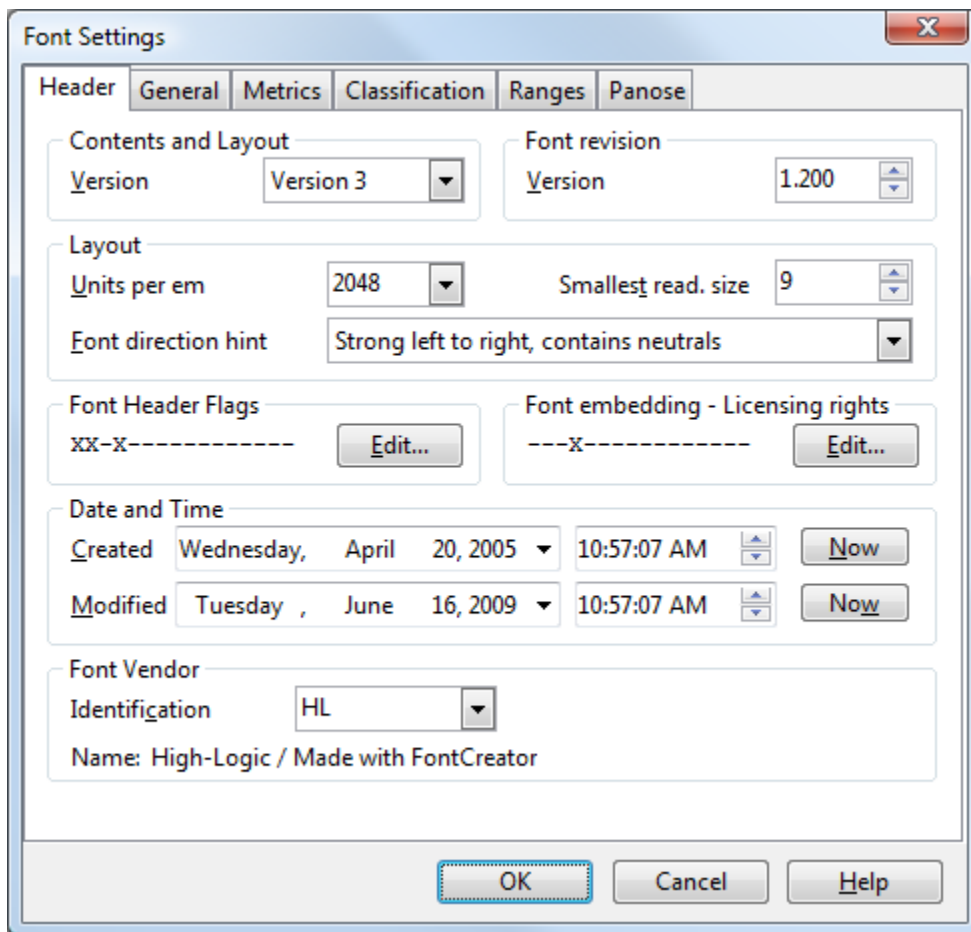 Font Settings
Header General Metrics Classification Ranges Panose
Contents and Layout Font revision
Version Version 3 Version 1.200
Layout
Units per em 2048 Smallest read. size 9
Font direction hint Strong left to right, contains neutrals
Font Header Flags Font embedding - Licensing rights
xx-x------------ Edit... ---x------------ Edit...
Date and Time
Created Wednesday, April 20, 2005 10:57:07 AM Now
Modified Tuesday , June 16, 2009 10:57:07 AM Now
Font Vendor
Identification HL
Name: High-Logic / Made with FontCreator
OK Cancel Help